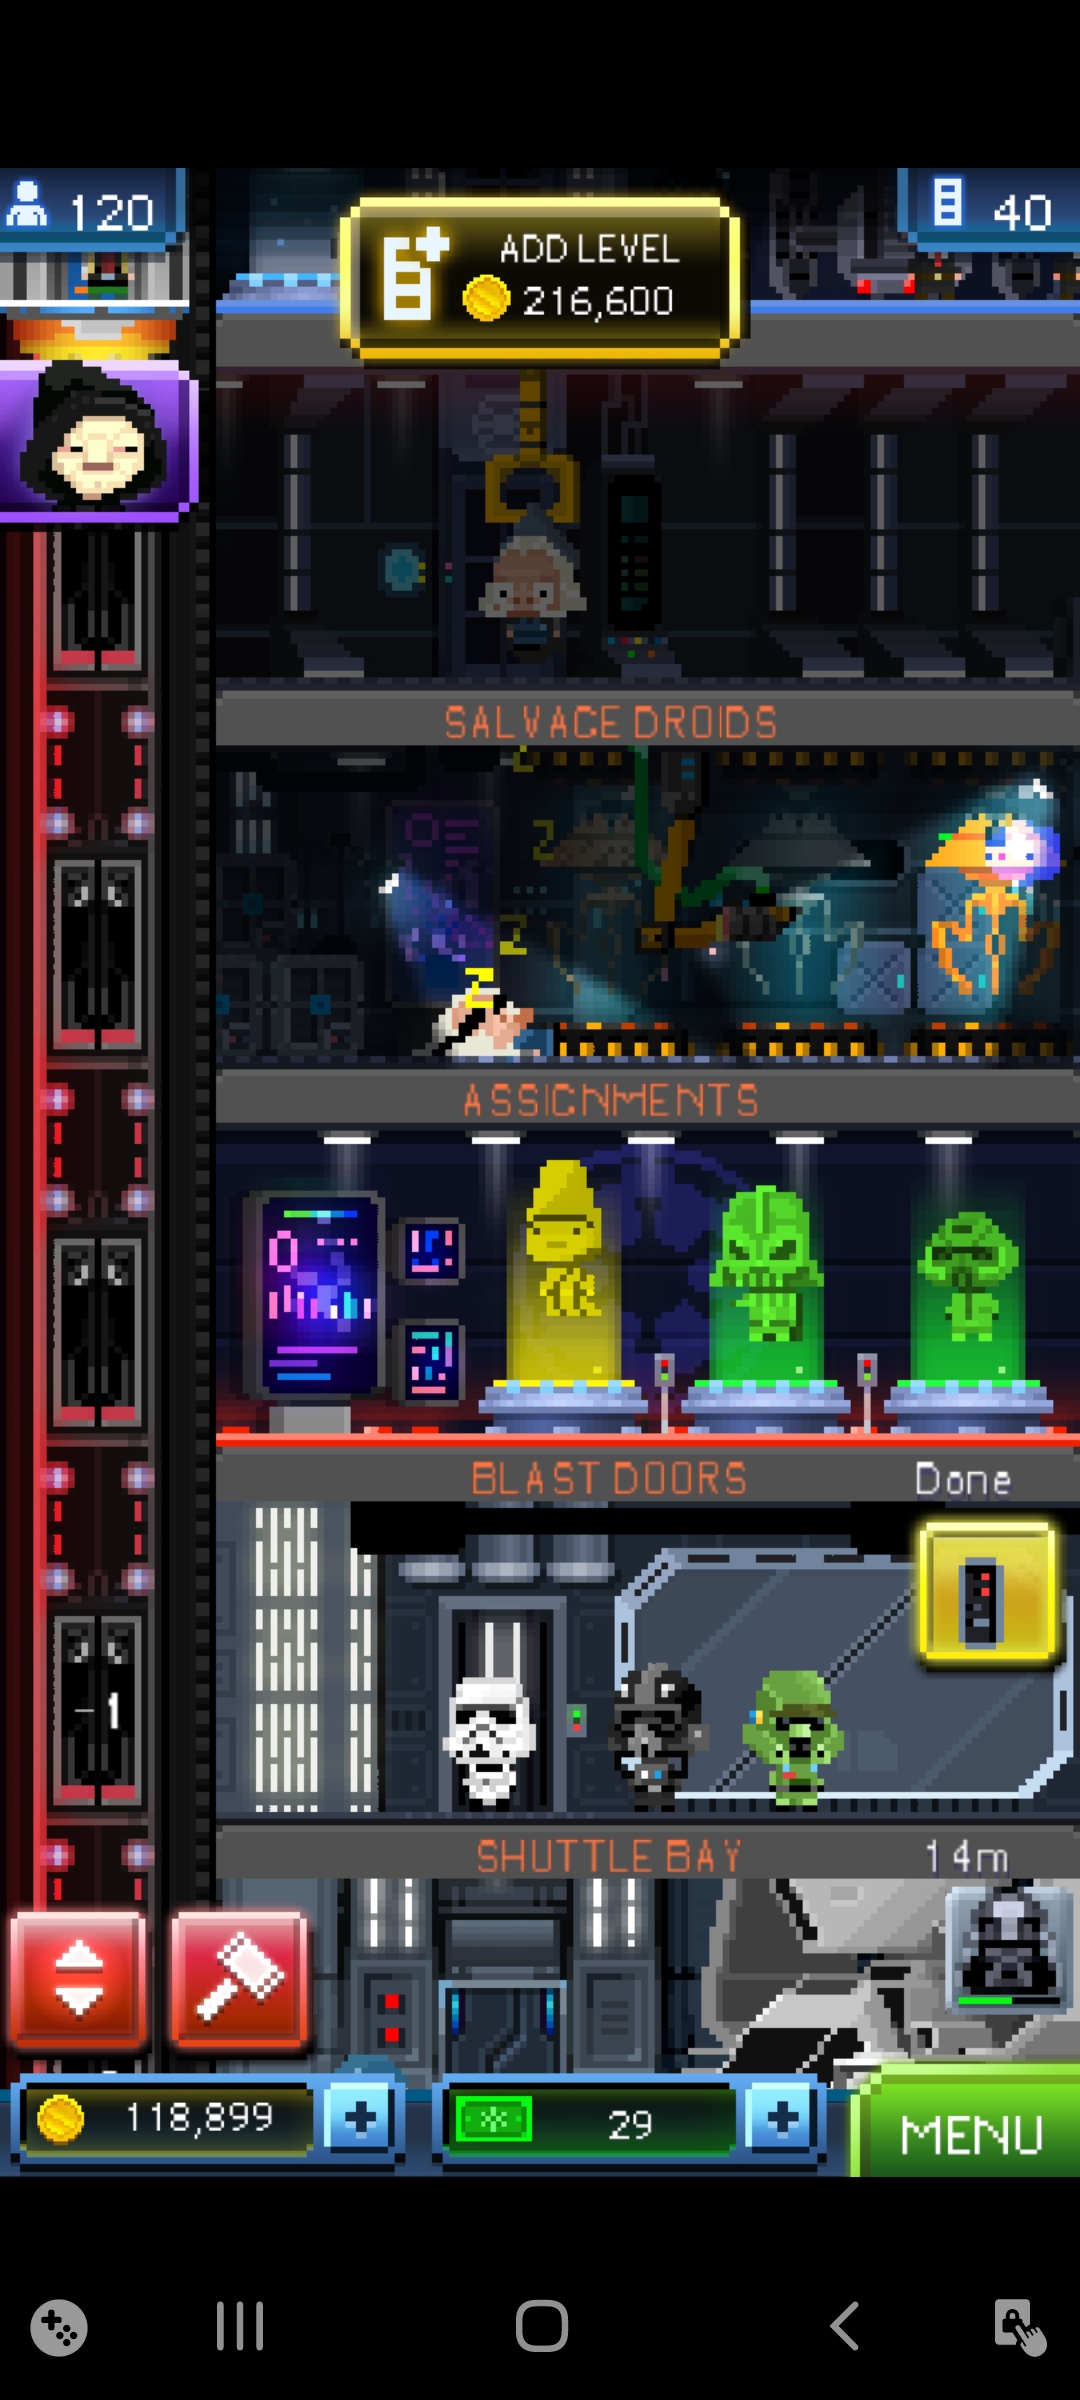 120
ADD LEVEL
216,600
40
SALVAGE DROIDS
Z
Z
Z
Z
ASSIGNMENTS
BLAST DOORS
Done
-1
SHUTTLE BAY
14m
118,899
29
MENU